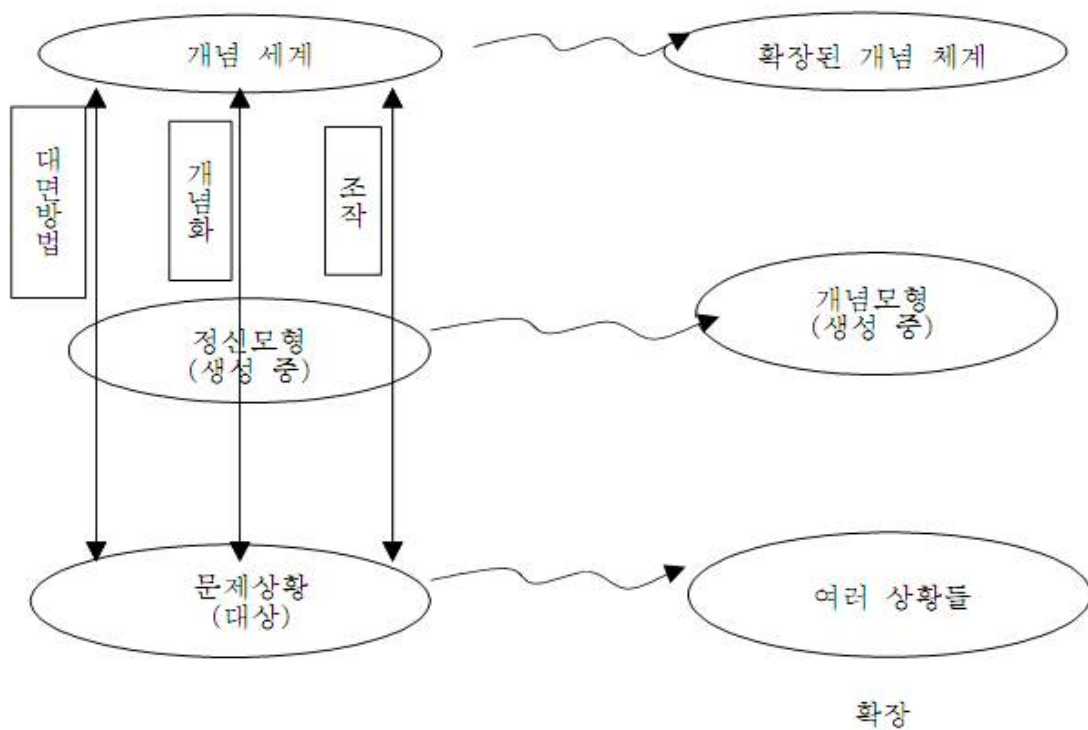 개념 세계
확장된 개념 체계
대면방법
개념화
조작
정신모형
(생성 중)
개념모형
(생성 중)
문제상황
(대상)
여러 상황들
확장